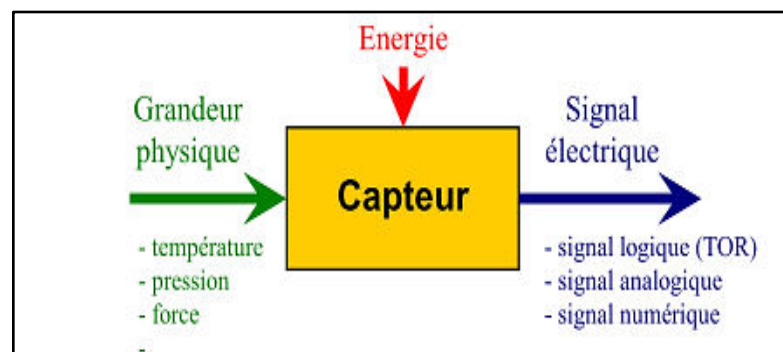 Energie
Grandeur
physique
Capteur
Signal
électrique
- température
- pression
- force
-
- signal logique (TOR)
- signal analogique
- signal numérique